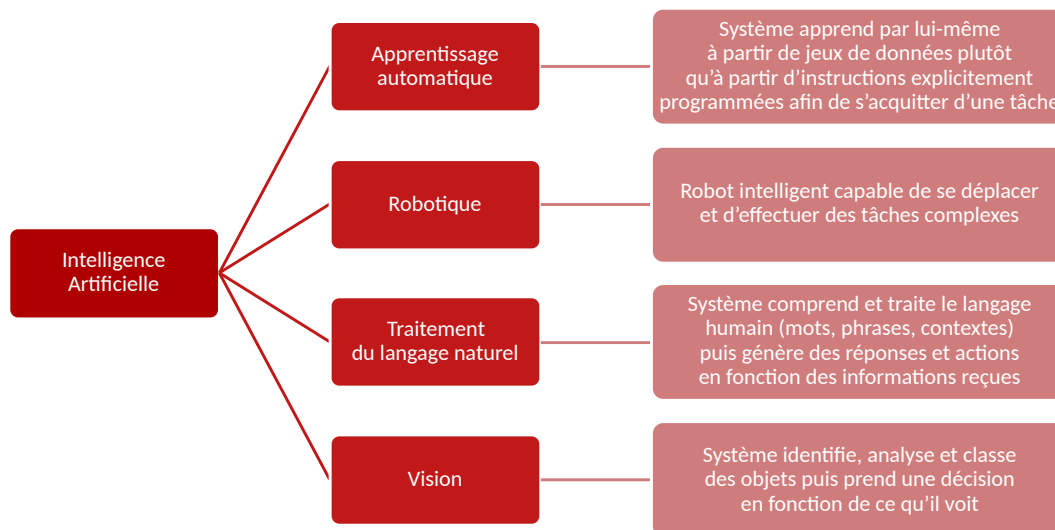 Intelligence
Artificielle
Apprentissage
automatique
Système apprend par lui-même
à partir de jeux de données plutôt
qu'à partir d'instructions explicitement
programmées afin de s'acquitter d'une tâche
Robotique
Robot intelligent capable de se déplacer
et d'effectuer des tâches complexes
Traitement
du langage naturel
Système comprend et traite le langage
humain (mots, phrases, contextes)
puis génère des réponses et actions
en fonction des informations reçues
Vision
Système identifie, analyse et classe
des objets puis prend une décision
en fonction de ce qu'il voit